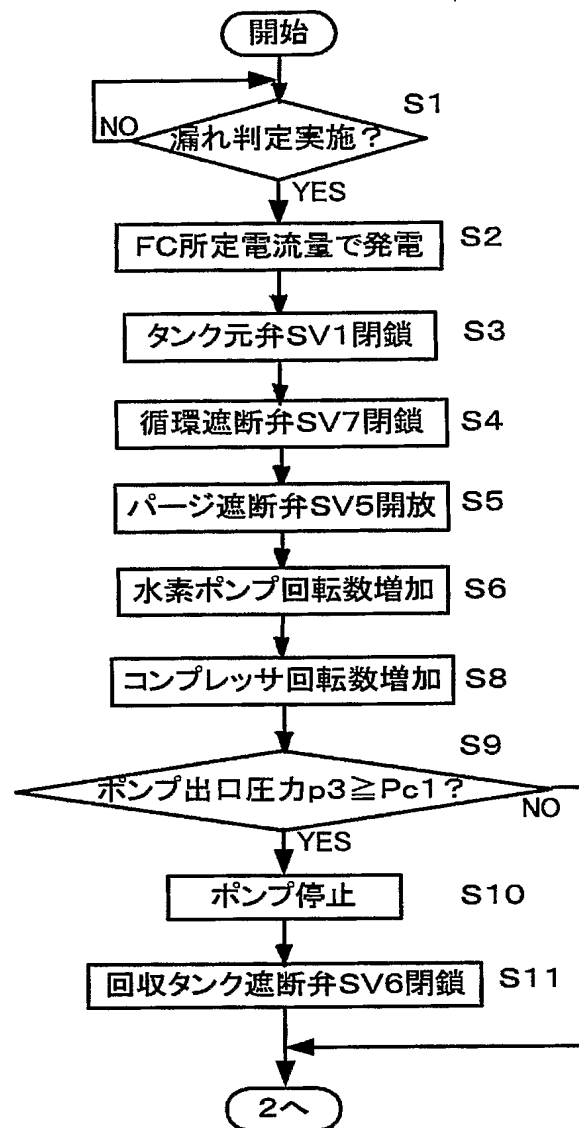 開始
S1
NO
漏れ判定実施？
YES
FC所定電流量で発電 S2
タンク元弁SV1閉鎖 S3
循環遮断弁SV7閉鎖 S4
パージ遮断弁SV5開放 S5
水素ポンプ回転数増加 S6
コンプレッサ回転数増加 S8
S9
ポンプ出口圧力p3≧Pc1？
NO
YES
ポンプ停止 S10
回収タンク遮断弁SV6閉鎖 S11
2へ